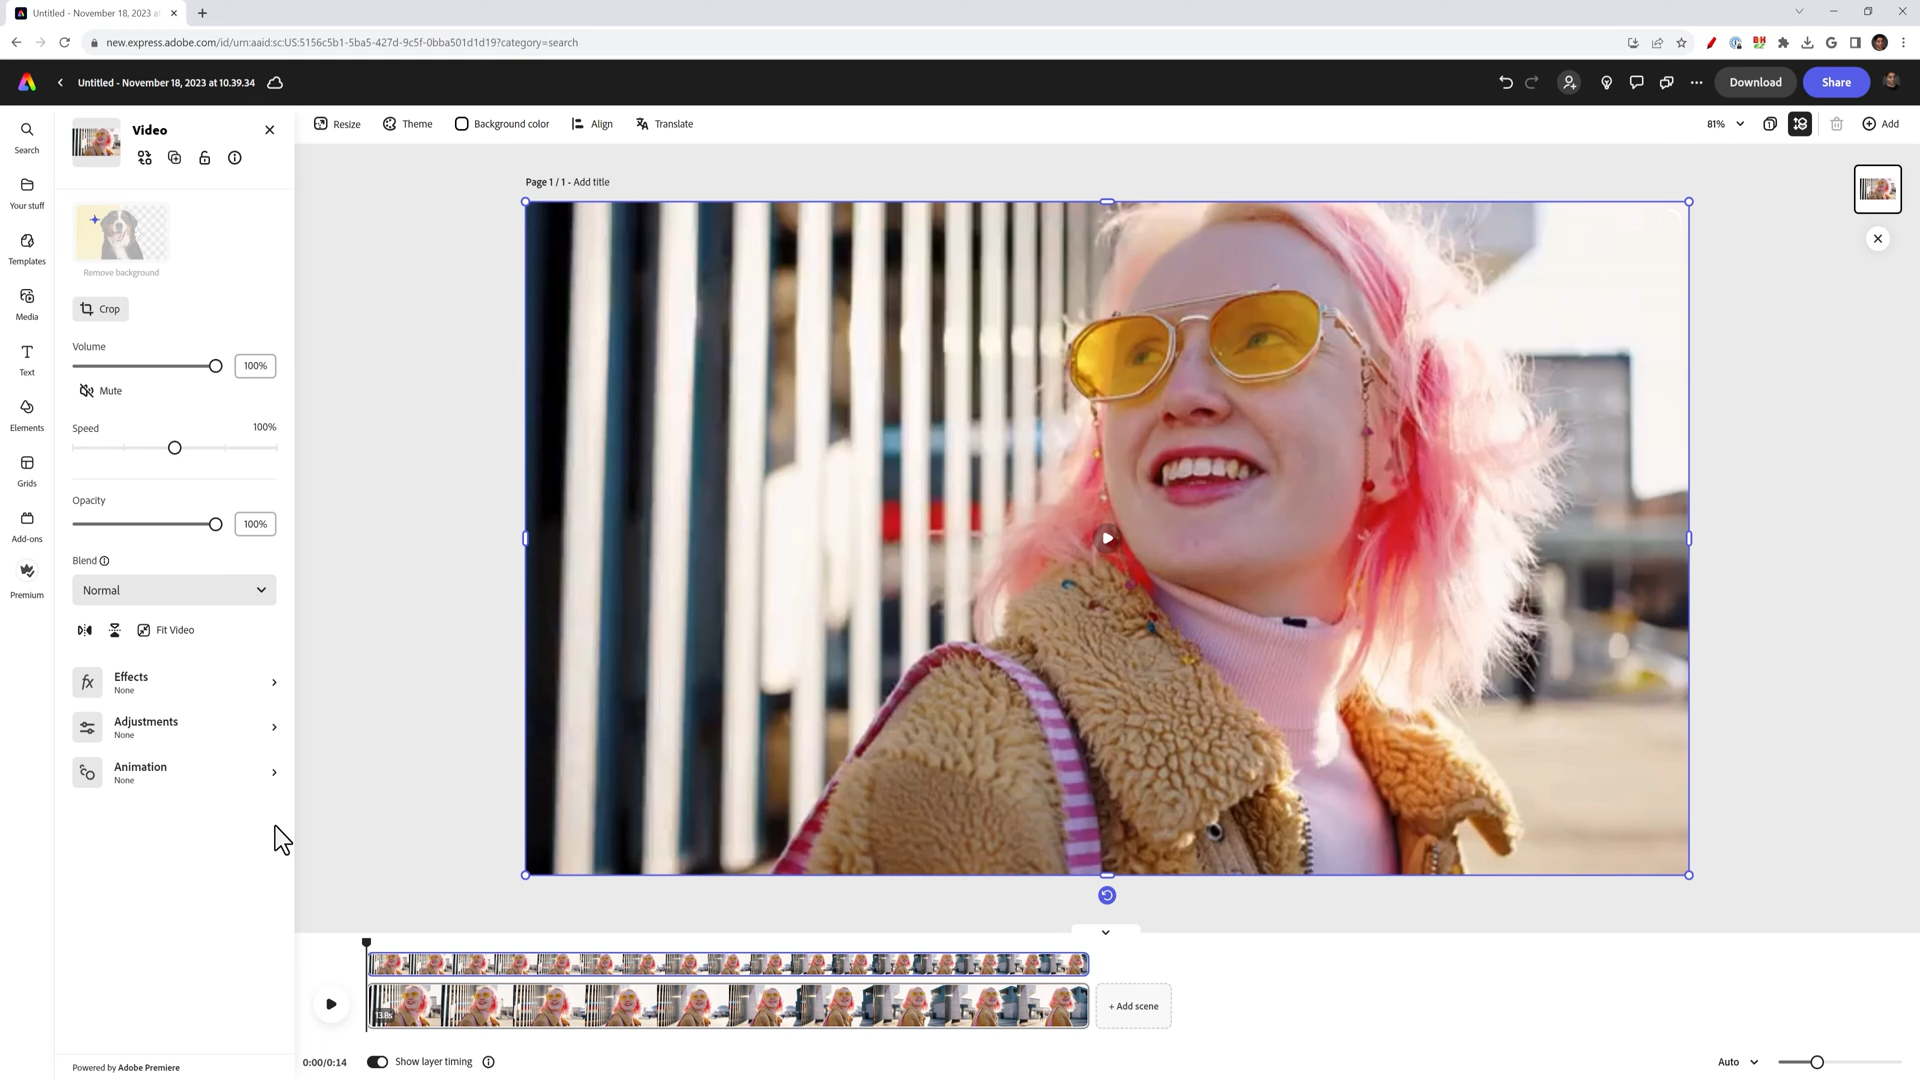 Untitled - November 18, 2023 at
new.express.adobe.com/id/urn:aaid:sc:US:5156c5b1-5ba5-427d-9c5f-0bba501d1d19?category=search
Untitled - November 18, 2023 at 10.39.34
Download
Share
Search
Your stuff
Templates
Media
Text
Elements
Grids
Add-ons
Premium
Video
Remove background
Crop
Volume
100%
Mute
Speed
100%
Opacity
100%
Blend
Normal
Fit Video
Effects
None
Adjustments
None
Animation
None
Powered by Adobe Premiere
Resize
Theme
Background color
Align
Translate
81%
Add
Page 1 / 1 - Add title
13.8s
+ Add scene
0:00/0:14
Show layer timing
Auto